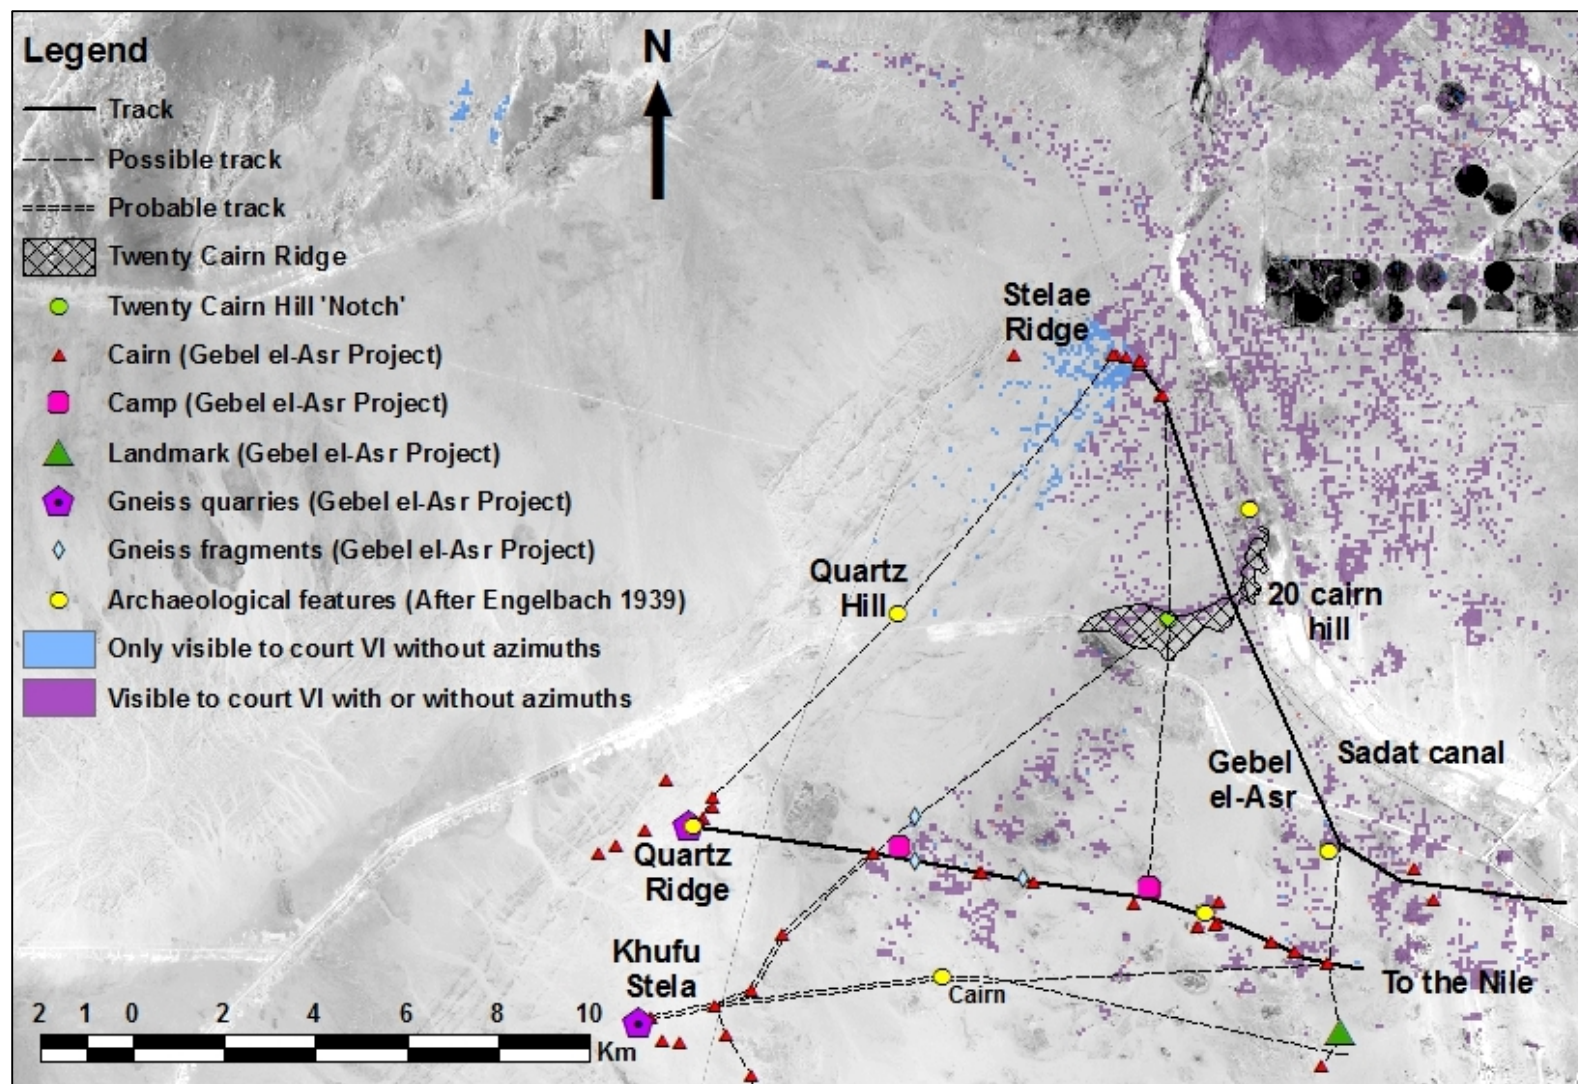 Legend
Track
Possible track
Probable track
Twenty Cairn Ridge
Twenty Cairn Hill 'Notch'
Cairn (Gebel el-Asr Project)
Camp (Gebel el-Asr Project)
Landmark (Gebel el-Asr Project)
Gneiss quarries (Gebel el-Asr Project)
Gneiss fragments (Gebel el-Asr Project)
Archaeological features (After Engelbach 1939)
Only visible to court VI without azimuths
Visible to court VI with or without azimuths
N
Stelae
Ridge
Quartz
Hill
20 cairn
hill
Gebel
el-Asr
Sadat canal
Quartz
Ridge
Khufu
Stela
Cairn
To the Nile
2 1 0 2 4 6 8 10
Km